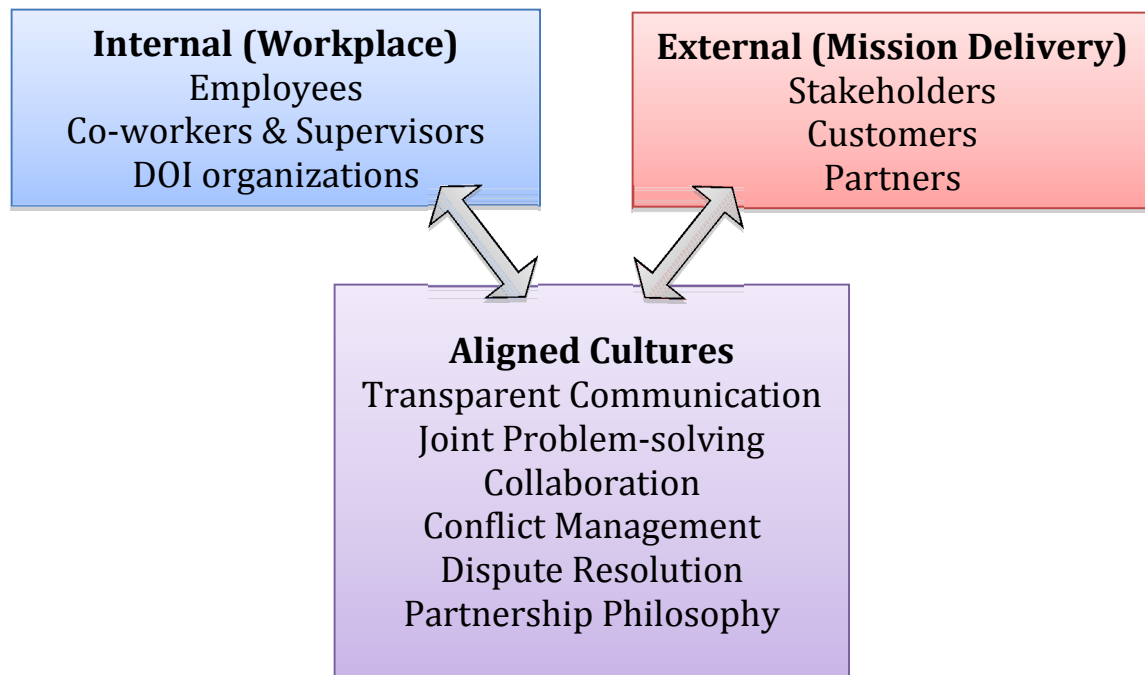 Internal (Workplace)
Employees
Co-workers & Supervisors
DOI organizations
External (Mission Delivery)
Stakeholders
Customers
Partners
Aligned Cultures
Transparent Communication
Joint Problem-solving
Collaboration
Conflict Management
Dispute Resolution
Partnership Philosophy